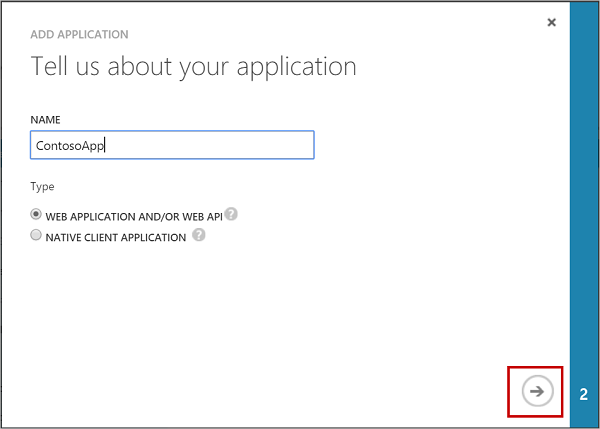 ADD APPLICATION
Tell us about your application
NAME
ContosoApp
Type
WEB APPLICATION AND/OR WEB API ?
NATIVE CLIENT APPLICATION ?
2